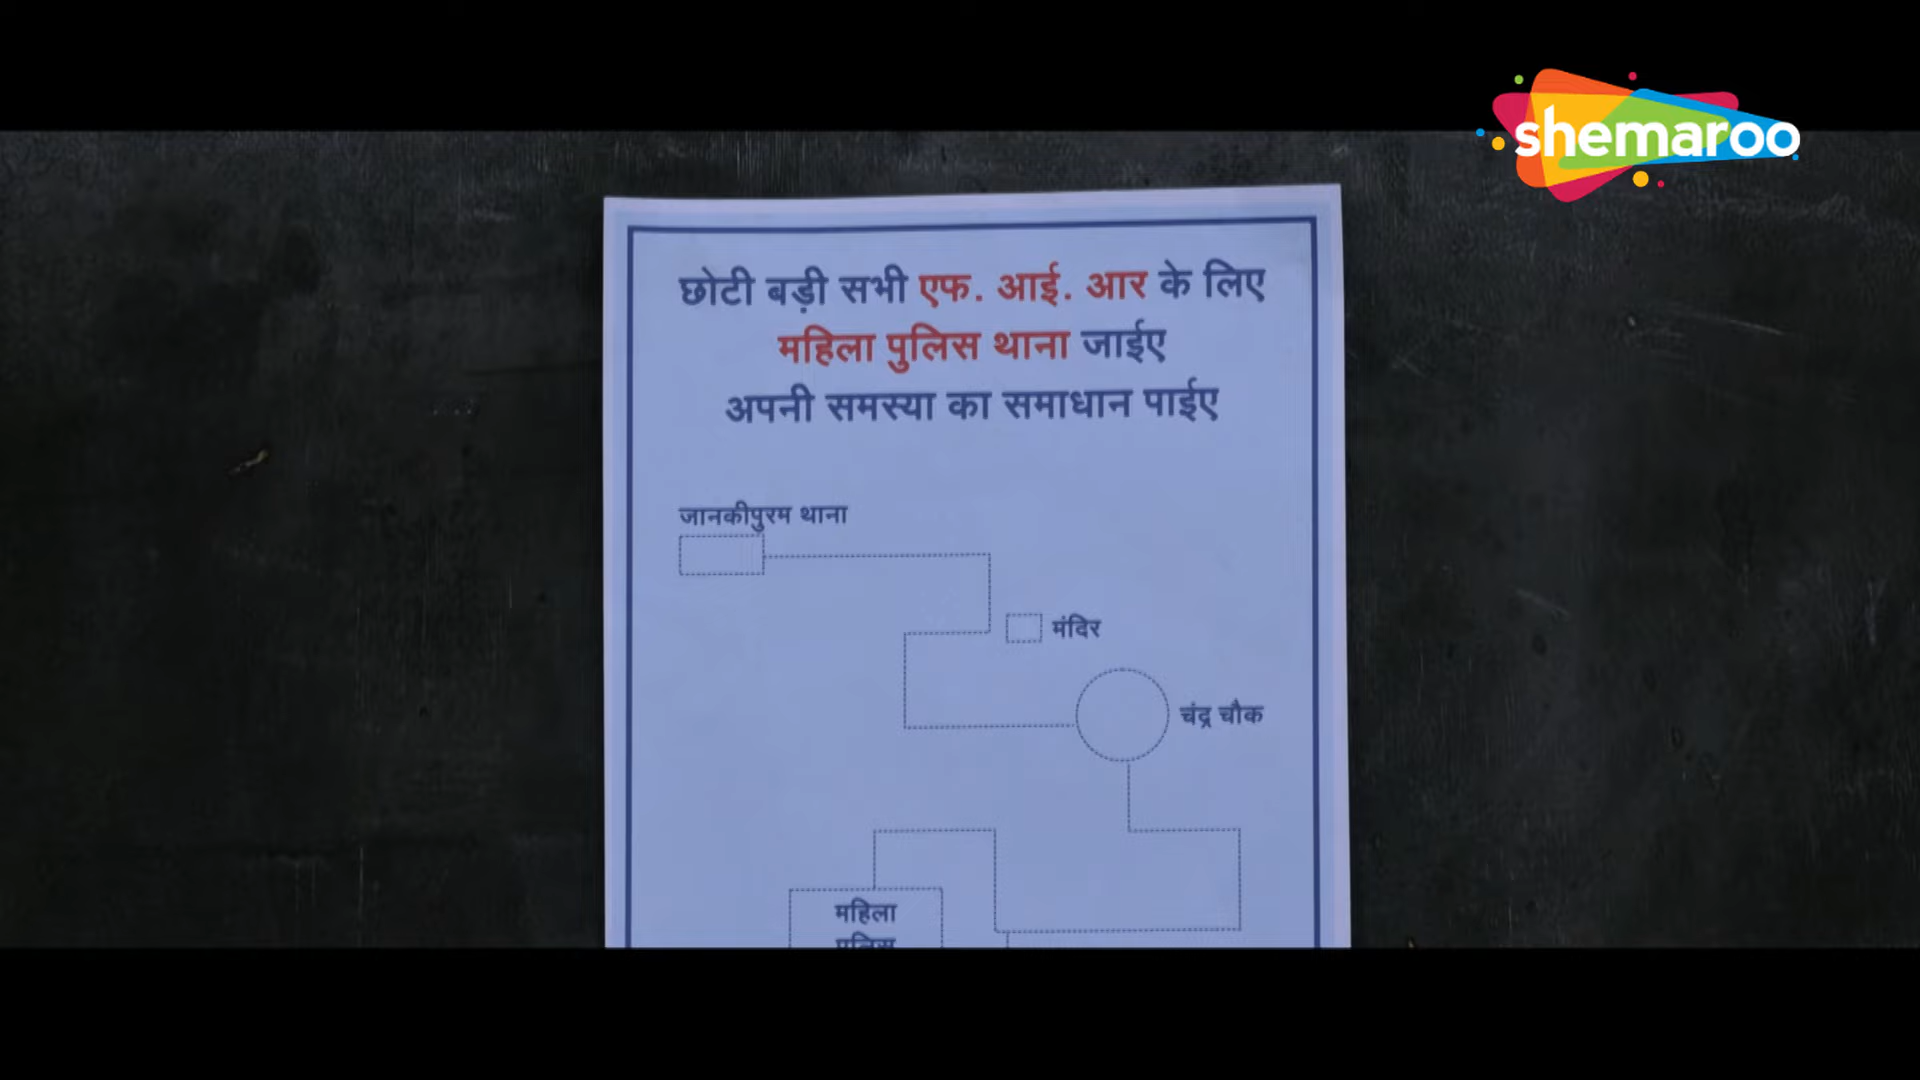 shemaroo
छोटी बड़ी सभी एफ. आई. आर के लिए
महिला पुलिस थाना जाईए
अपनी समस्या का समाधान पाईए
जानकीपुरम थाना
मंदिर
चंद्र चौक
महिला
पुलिस